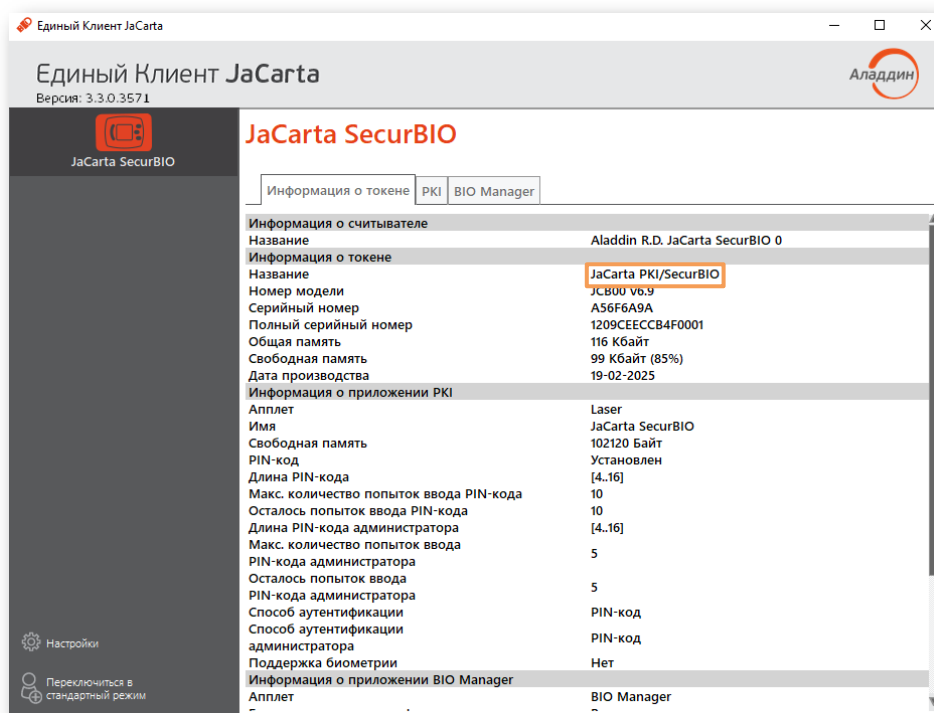 Единый Клиент JaCarta
Единый Клиент JaCarta
Версия: 3.3.0.3571
Аладдин
JaCarta SecurBIO
JaCarta SecurBIO
Информация о токене PKI BIO Manager
Информация о считывателе
Название Aladdin R.D. JaCarta SecurBIO 0
Информация о токене
Название JaCarta PKI/SecurBIO
Номер модели JCB00 v6.9
Серийный номер A56F6A9A
Полный серийный номер 1209CEECCB4F0001
Общая память 116 Кбайт
Свободная память 99 Кбайт (85%)
Дата производства 19-02-2025
Информация о приложении PKI
Апплет Laser
Имя JaCarta SecurBIO
Свободная память 102120 Байт
PIN-код Установлен
Длина PIN-кода [4..16]
Макс. количество попыток ввода PIN-кода 10
Осталось попыток ввода PIN-кода 10
Длина PIN-кода администратора [4..16]
Макс. количество попыток ввода
PIN-кода администратора 5
Осталось попыток ввода
PIN-кода администратора 5
Способ аутентификации PIN-код
Способ аутентификации
администратора PIN-код
Поддержка биометрии Нет
Информация о приложении BIO Manager
Апплет BIO Manager
Настройки
Переключиться в
стандартный режим